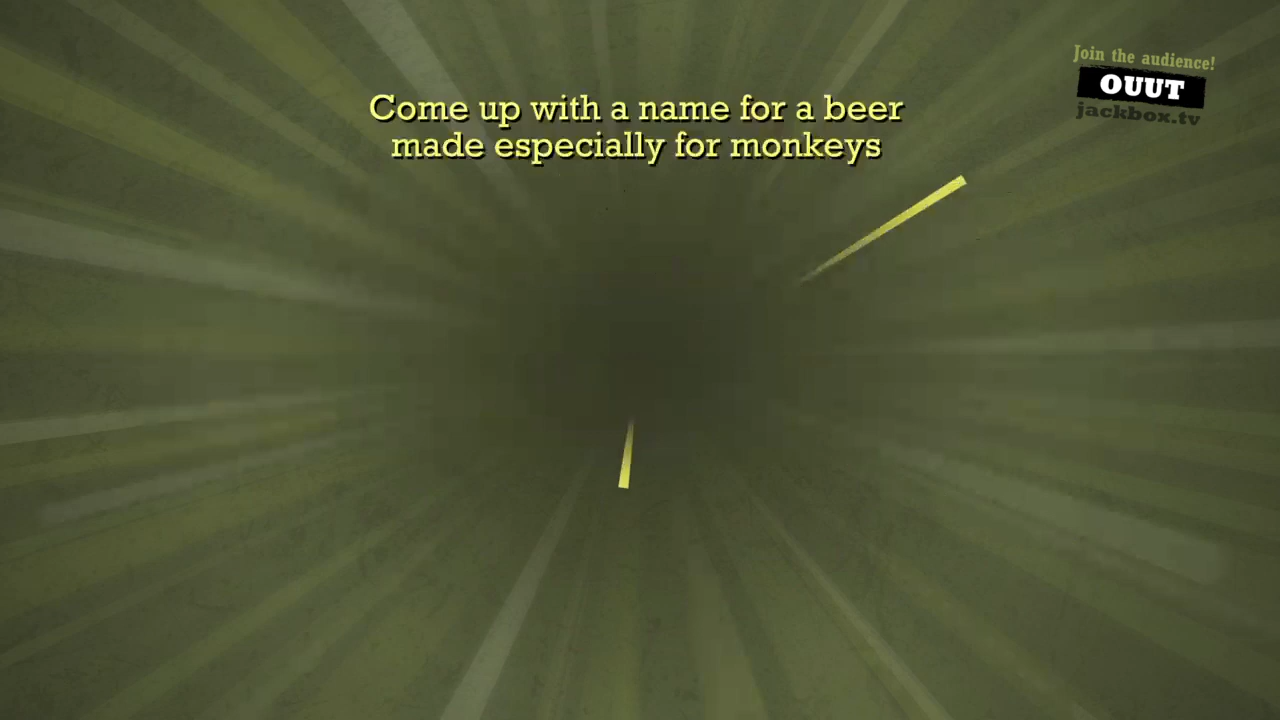 Join the audience!
OUUT
jackbox.tv
Come up with a name for a beer
made especially for monkeys